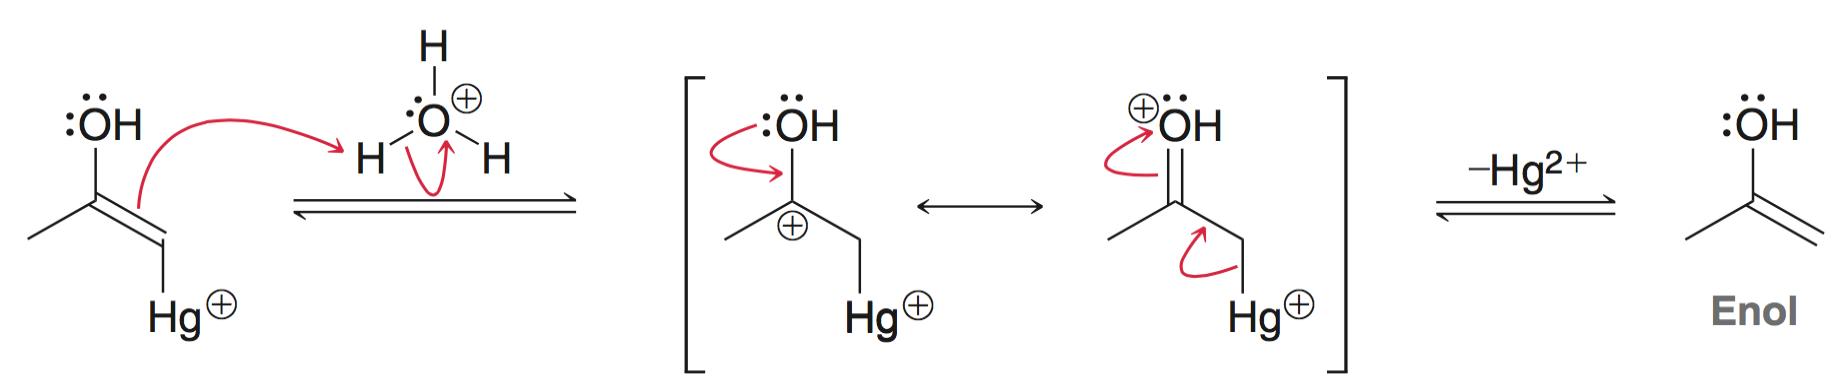 :ÖH
Hg⊕
H
:O⊕
H H
:ÖH
⊕
Hg⊕
⊕ÖH
Hg⊕
–Hg2+
:ÖH
Enol